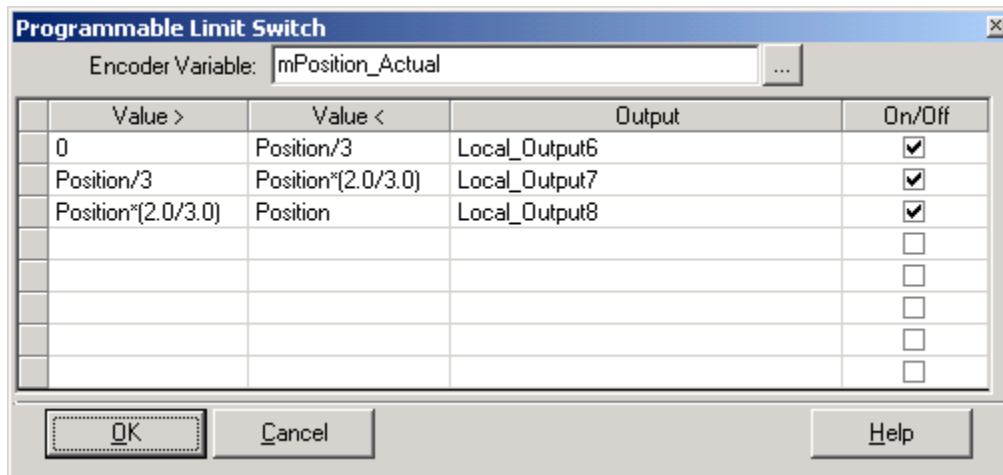 Programmable Limit Switch
Encoder Variable: mPosition_Actual ...
Value > Value < Output On/Off
0 Position/3 Local_Output6
Position/3 Position*(2.0/3.0) Local_Output7
Position*(2.0/3.0) Position Local_Output8
OK Cancel Help